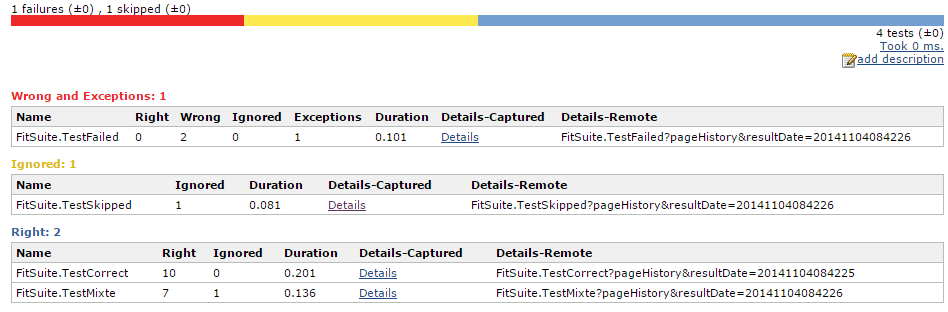 1 failures (±0) , 1 skipped (±0)
4 tests (±0)
Took 0 ms.
add description
Wrong and Exceptions: 1
Name Right Wrong Ignored Exceptions Duration Details-Captured Details-Remote
FitSuite.TestFailed 0 2 0 1 0.101 Details FitSuite.TestFailed?pageHistory&resultDate=20141104084226
Ignored: 1
Name Ignored Duration Details-Captured Details-Remote
FitSuite.TestSkipped 1 0.081 Details FitSuite.TestSkipped?pageHistory&resultDate=20141104084226
Right: 2
Name Right Ignored Duration Details-Captured Details-Remote
FitSuite.TestCorrect 10 0 0.201 Details FitSuite.TestCorrect?pageHistory&resultDate=20141104084225
FitSuite.TestMixte 7 1 0.136 Details FitSuite.TestMixte?pageHistory&resultDate=20141104084226